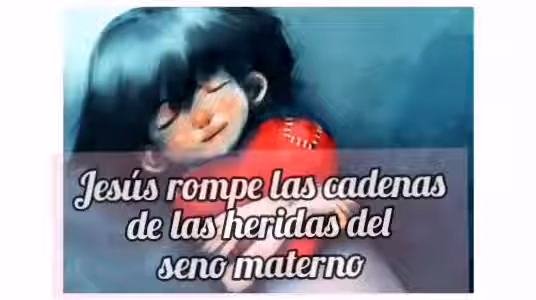 Jesús rompe las cadenas
de las heridas del
seno materno